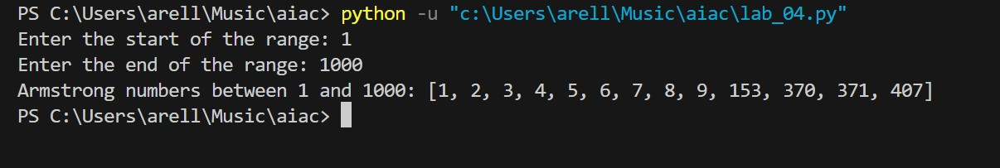 PS C:\Users\arell\Music\aiac> python -u "c:\Users\arell\Music\aiac\lab_04.py"
Enter the start of the range: 1
Enter the end of the range: 1000
Armstrong numbers between 1 and 1000: [1, 2, 3, 4, 5, 6, 7, 8, 9, 153, 370, 371, 407]
PS C:\Users\arell\Music\aiac>